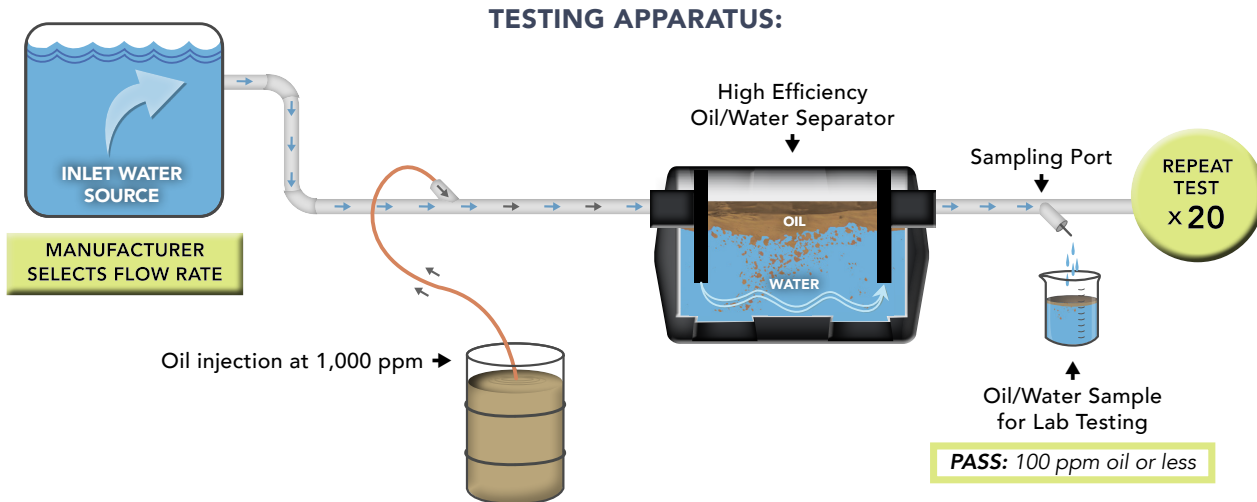 TESTING APPARATUS:
INLET WATER
SOURCE
MANUFACTURER
SELECTS FLOW RATE
Oil injection at 1,000 ppm
High Efficiency
Oil/Water Separator
OIL
WATER
Sampling Port
REPEAT
TEST
x 20
Oil/Water Sample
for Lab Testing
PASS: 100 ppm oil or less